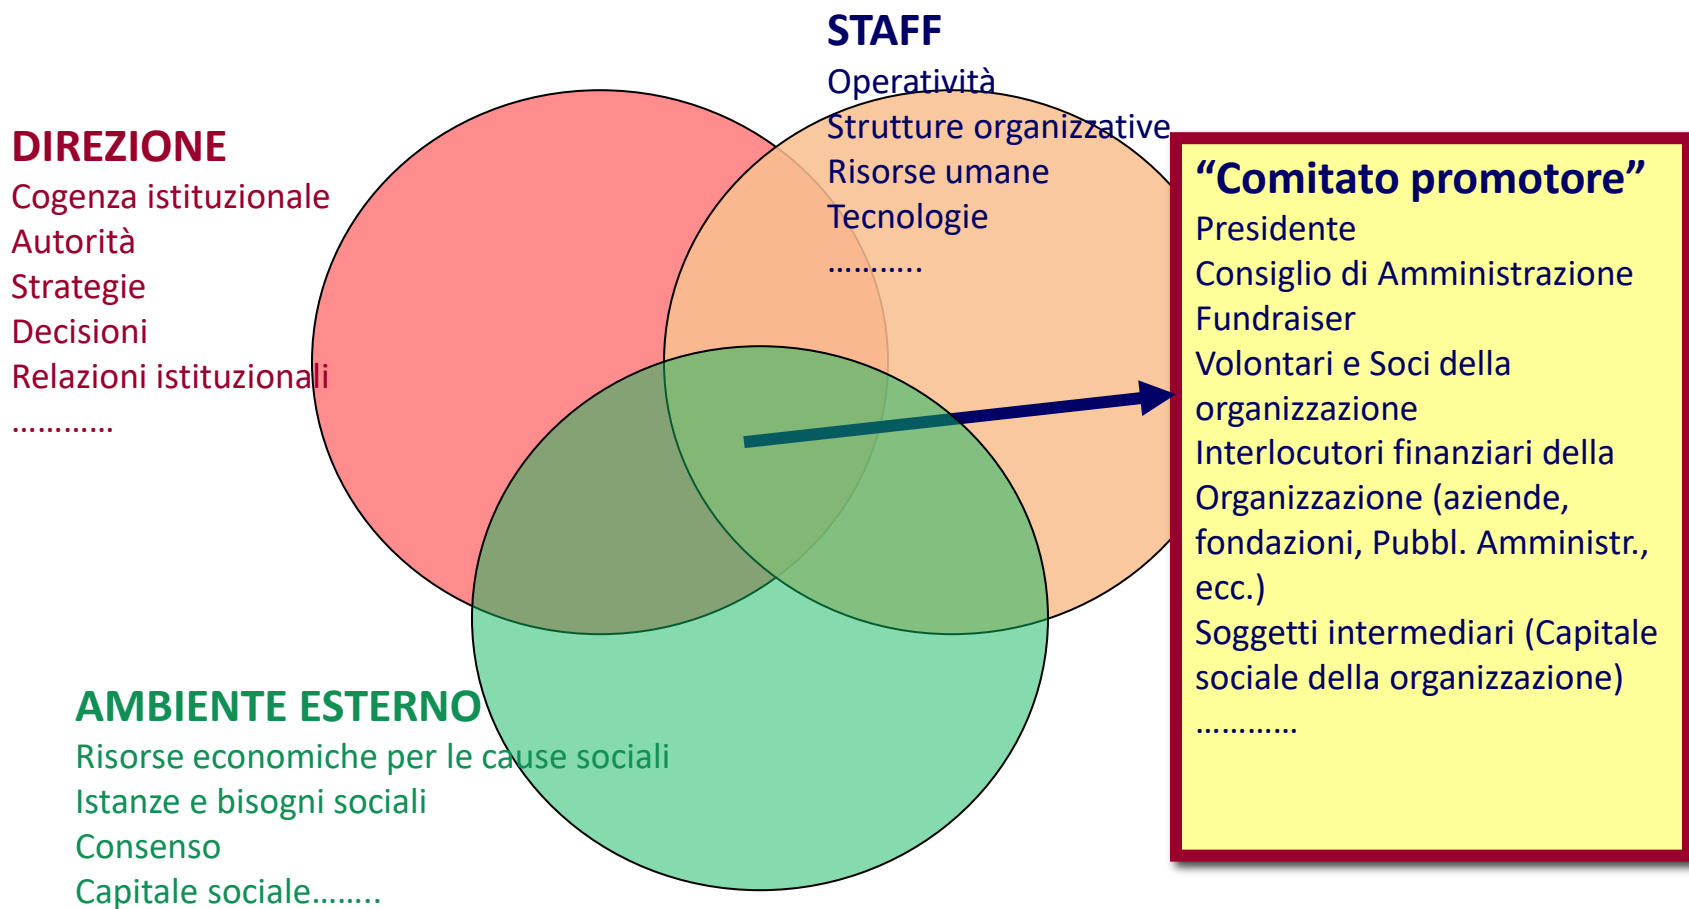 STAFF
Operatività
Strutture organizzative
Risorse umane
Tecnologie
………..
DIREZIONE
Cogenza istituzionale
Autorità
Strategie
Decisioni
Relazioni istituzionali
…………
“Comitato promotore”
Presidente
Consiglio di Amministrazione
Fundraiser
Volontari e Soci della
organizzazione
Interlocutori finanziari della
Organizzazione (aziende,
fondazioni, Pubbl. Amministr.,
ecc.)
Soggetti intermediari (Capitale
sociale della organizzazione)
…………
AMBIENTE ESTERNO
Risorse economiche per le cause sociali
Istanze e bisogni sociali
Consenso
Capitale sociale……..